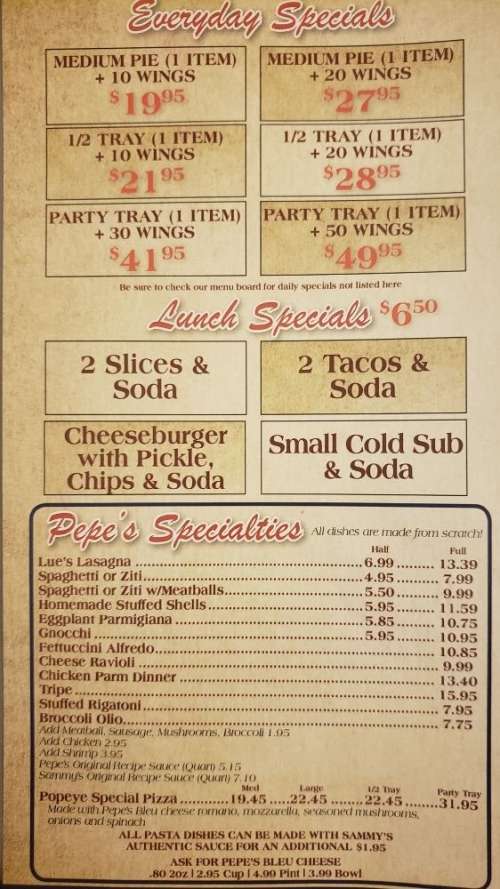 Everyday Specials
MEDIUM PIE (1 ITEM)
+ 10 WINGS
$19.95
MEDIUM PIE (1 ITEM)
+ 20 WINGS
$27.95
1/2 TRAY (1 ITEM)
+ 10 WINGS
$21.95
1/2 TRAY (1 ITEM)
+ 20 WINGS
$28.95
PARTY TRAY (1 ITEM)
+ 30 WINGS
$41.95
PARTY TRAY (1 ITEM)
+ 50 WINGS
$49.95
Be sure to check our menu board for daily specials not listed here
Lunch Specials $6.50
2 Slices &
Soda
2 Tacos &
Soda
Cheeseburger
with Pickle,
Chips & Soda
Small Cold Sub
& Soda
Pepe's Specialties All dishes are made from scratch!
Half Full
Lue's Lasagna 6.99 13.39
Spaghetti or Ziti 4.95 7.99
Spaghetti or Ziti w/Meatballs 5.50 9.99
Homemade Stuffed Shells 5.95 11.59
Eggplant Parmigiana 5.85 10.75
Gnocchi 5.95 10.95
Fettuccini Alfredo 10.85
Cheese Ravioli 9.99
Chicken Parm Dinner 13.40
Tripe 15.95
Stuffed Rigatoni 7.95
Broccoli Olio 7.75
Add Meatball, Sausage, Mushrooms, Broccoli 1.95
Add Chicken 2.95
Add Shrimp 3.95
Pepe's Original Recipe Sauce (Quart) 5.15
Sammy's Original Recipe Sauce (Quart) 7.10
Med Large 1/2 Tray Party Tray
Popeye Special Pizza 19.45 22.45 22.45 31.95
Made with Pepe's Bleu cheese romano, mozzarella, seasoned mushrooms,
onions and spinach
ALL PASTA DISHES CAN BE MADE WITH SAMMY'S
AUTHENTIC SAUCE FOR AN ADDITIONAL $1.95
ASK FOR PEPE'S BLEU CHEESE
.80 2oz | 2.95 Cup | 4.99 Pint | 3.99 Bowl